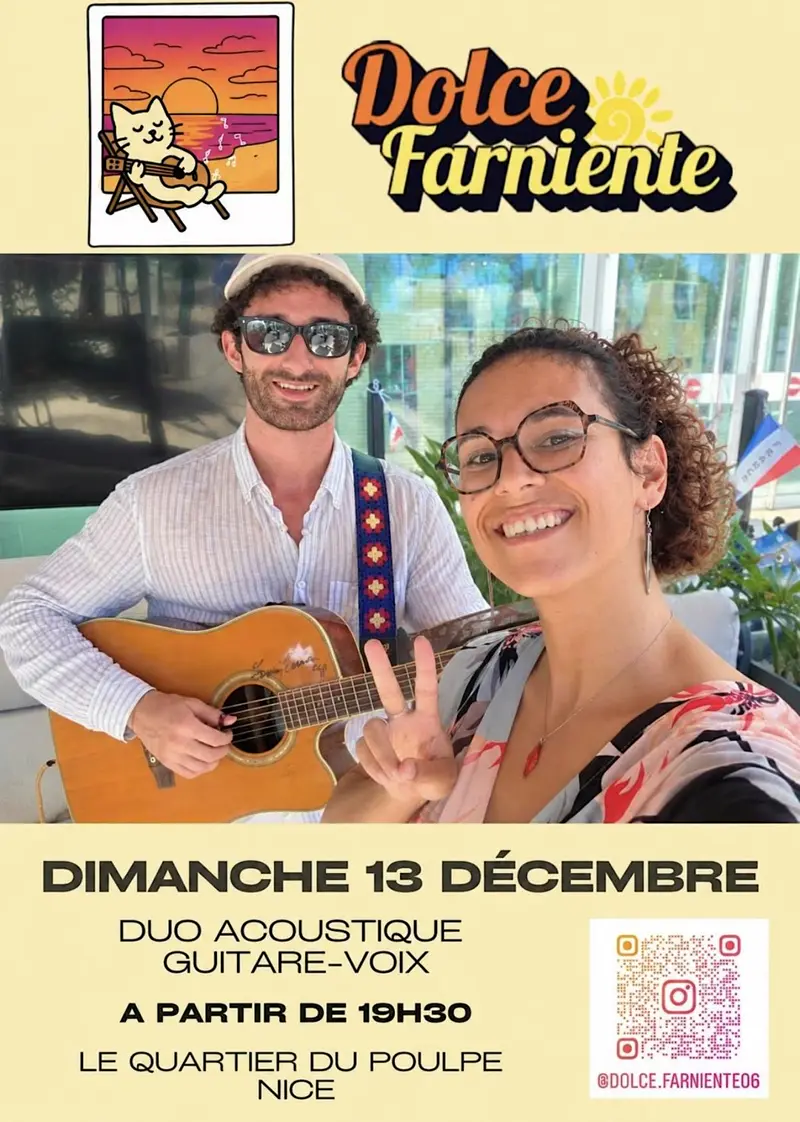 Dolce
Farniente
DIMANCHE 13 DÉCEMBRE
DUO ACOUSTIQUE
GUITARE-VOIX
A PARTIR DE 19H30
LE QUARTIER DU POULPE
NICE
@DOLCE.FARNIENTE06